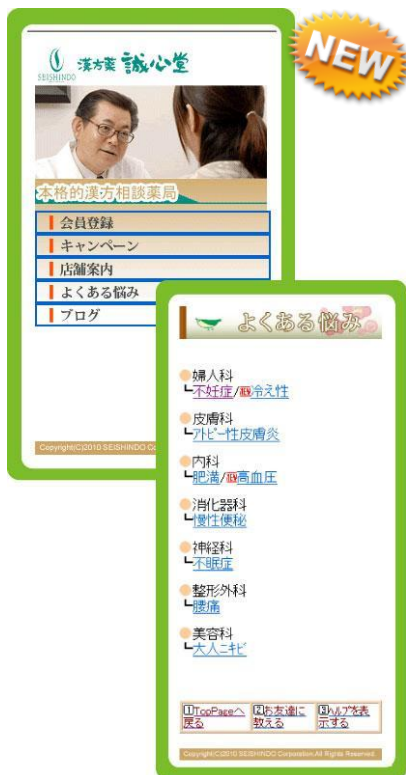 NEW
SEISHINDO
漢方薬 誠心堂
本格的漢方相談薬局
会員登録
キャンペーン
店舗案内
よくある悩み
ブログ
Copyright(C)2010 SEISHINDO Co
よくある悩み
●婦人科
┗不妊症/冷え性
●皮膚科
┗アトピー性皮膚炎
●内科
┗肥満/高血圧
●消化器科
┗慢性便秘
●神経科
┗不眠症
●整形外科
┗腰痛
●美容科
┗大人ニキビ
1TopPageへ戻る
2お友達に教える
3ヘルプを表示する
Copyright(C)2010 SEISHINDO Corporation.All Rights Reserved.